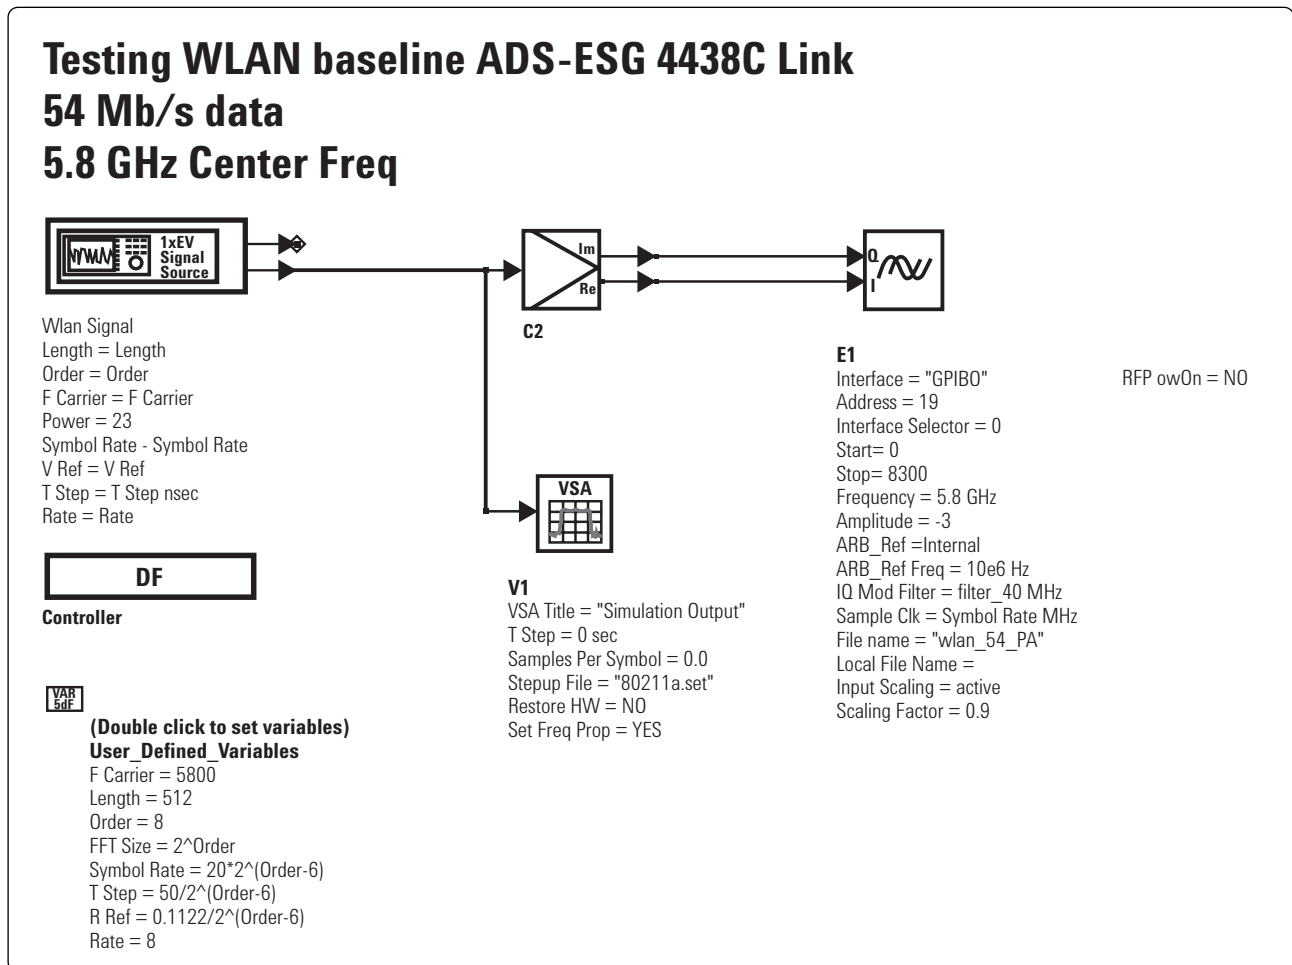 Testing WLAN baseline ADS-ESG 4438C Link
54 Mb/s data
5.8 GHz Center Freq
1xEV
Signal
Source
Wlan Signal
Length = Length
Order = Order
F Carrier = F Carrier
Power = 23
Symbol Rate - Symbol Rate
V Ref = V Ref
T Step = T Step nsec
Rate = Rate
Im
Re
C2
Q
I
E1
Interface = "GPIB0"
Address = 19
Interface Selector = 0
Start= 0
Stop= 8300
Frequency = 5.8 GHz
Amplitude = -3
ARB_Ref =Internal
ARB_Ref Freq = 10e6 Hz
IQ Mod Filter = filter_40 MHz
Sample Clk = Symbol Rate MHz
File name = "wlan_54_PA"
Local File Name =
Input Scaling = active
Scaling Factor = 0.9
RFP owOn = NO
VSA
V1
VSA Title = "Simulation Output"
T Step = 0 sec
Samples Per Symbol = 0.0
Stepup File = "80211a.set"
Restore HW = NO
Set Freq Prop = YES
DF
Controller
VAR
5dF
(Double click to set variables)
User_Defined_Variables
F Carrier = 5800
Length = 512
Order = 8
FFT Size = 2^Order
Symbol Rate = 20*2^(Order-6)
T Step = 50/2^(Order-6)
R Ref = 0.1122/2^(Order-6)
Rate = 8